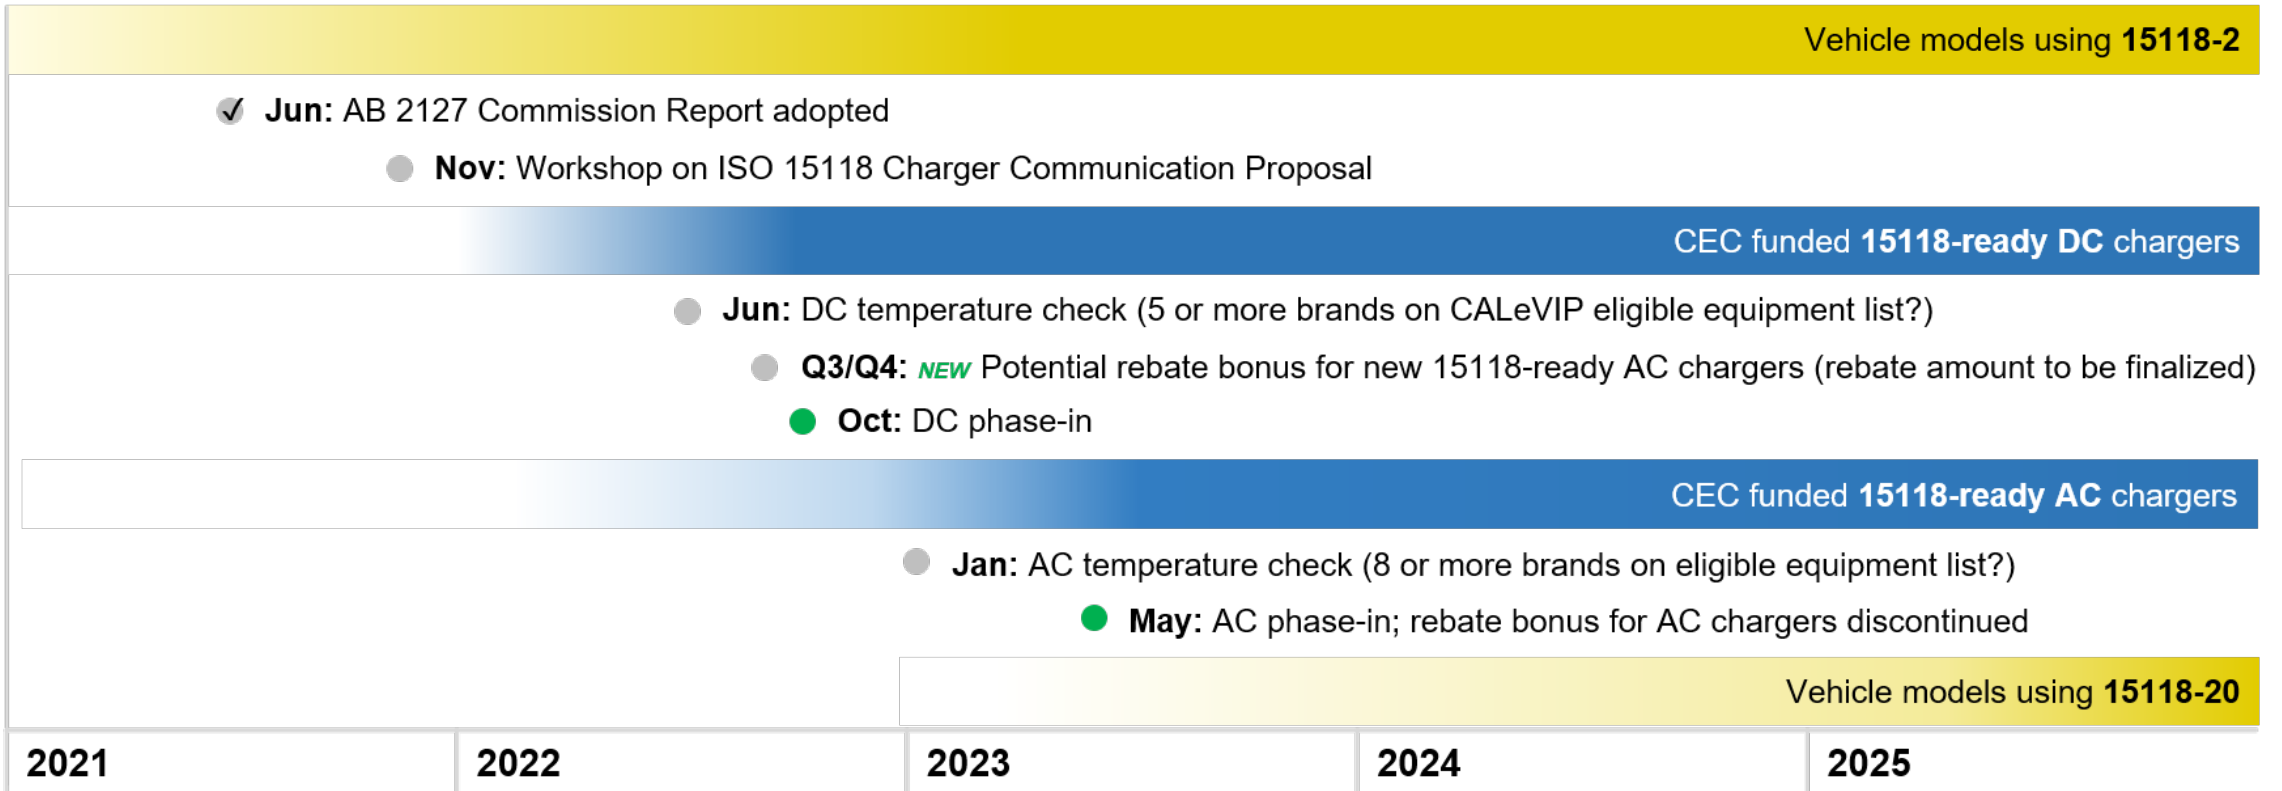 Vehicle models using 15118-2
Jun: AB 2127 Commission Report adopted
Nov: Workshop on ISO 15118 Charger Communication Proposal
CEC funded 15118-ready DC chargers
Jun: DC temperature check (5 or more brands on CALeVIP eligible equipment list?)
Q3/Q4: NEW Potential rebate bonus for new 15118-ready AC chargers (rebate amount to be finalized)
Oct: DC phase-in
CEC funded 15118-ready AC chargers
Jan: AC temperature check (8 or more brands on eligible equipment list?)
May: AC phase-in; rebate bonus for AC chargers discontinued
Vehicle models using 15118-20
2021 2022 2023 2024 2025